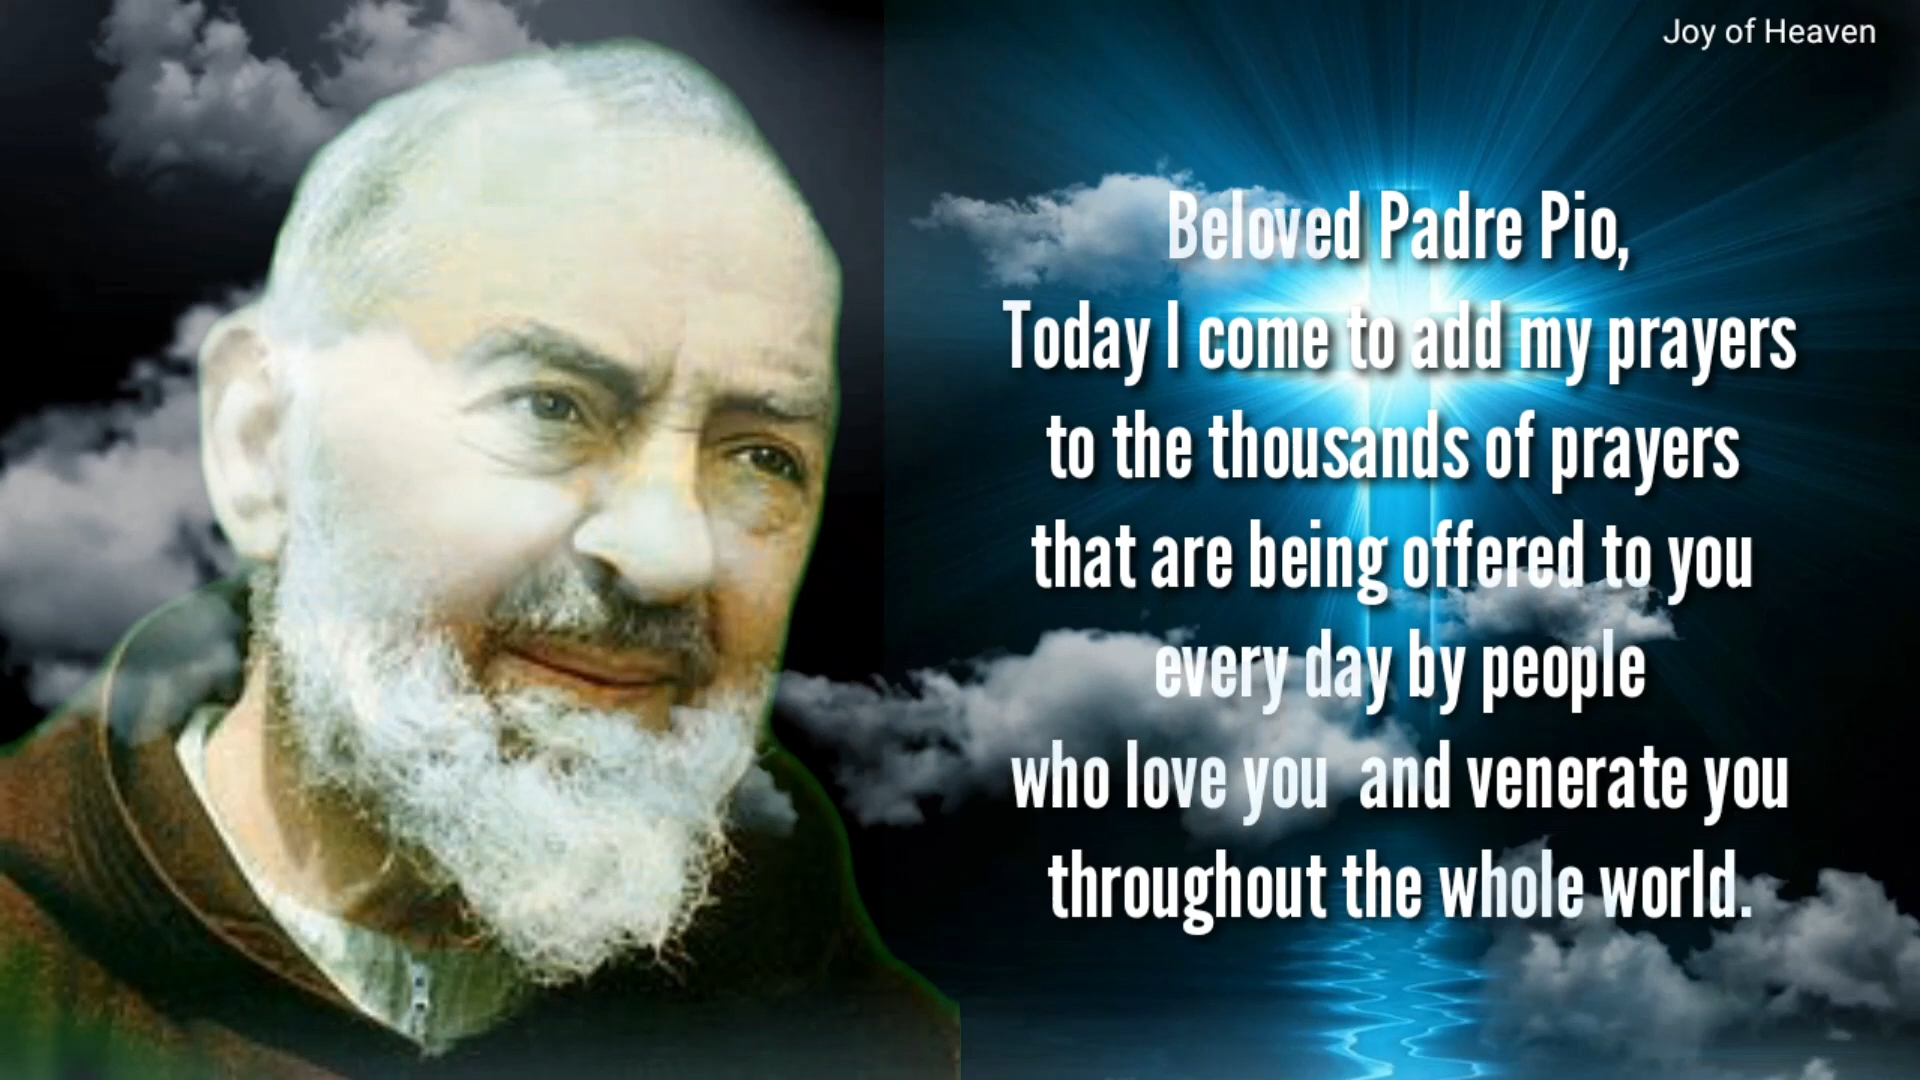 Joy of Heaven
Beloved Padre Pio,
Today I come to add my prayers
to the thousands of prayers
that are being offered to you
every day by people
who love you  and venerate you
throughout the whole world.